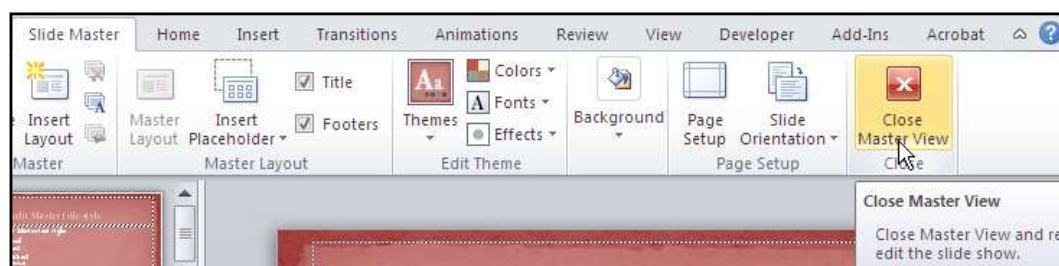 Slide Master Home Insert Transitions Animations Review View Developer Add-Ins Acrobat
Insert Layout
Master Layout
Insert Placeholder
Title
Footers
Themes
Colors
Fonts
Effects
Background
Page Setup
Slide Orientation
Close Master View
Master Master Layout Edit Theme Page Setup Close
Close Master View
Close Master View and re
edit the slide show.